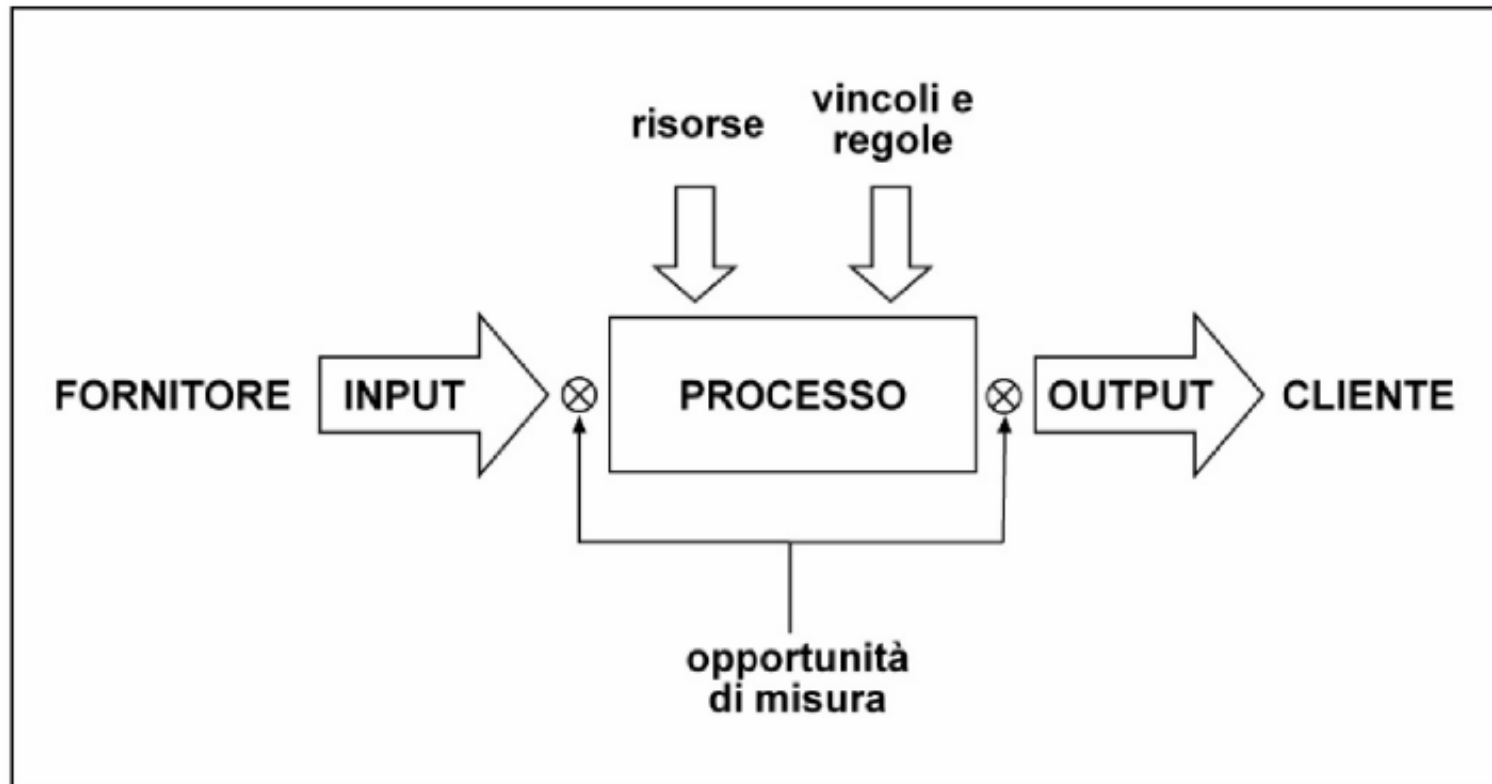 risorse
vincoli e
regole
FORNITORE
INPUT
PROCESSO
OUTPUT
CLIENTE
opportunità
di misura